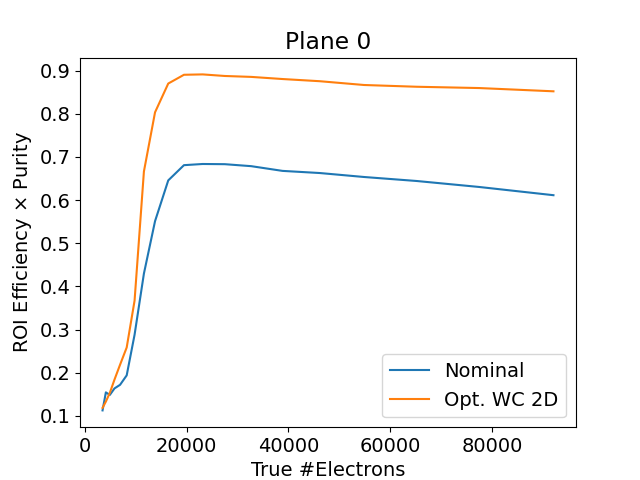 Plane 0
ROI Efficiency × Purity
0.9
0.8
0.7
0.6
0.5
0.4
0.3
0.2
0.1
Nominal
Opt. WC 2D
0 20000 40000 60000 80000
True #Electrons